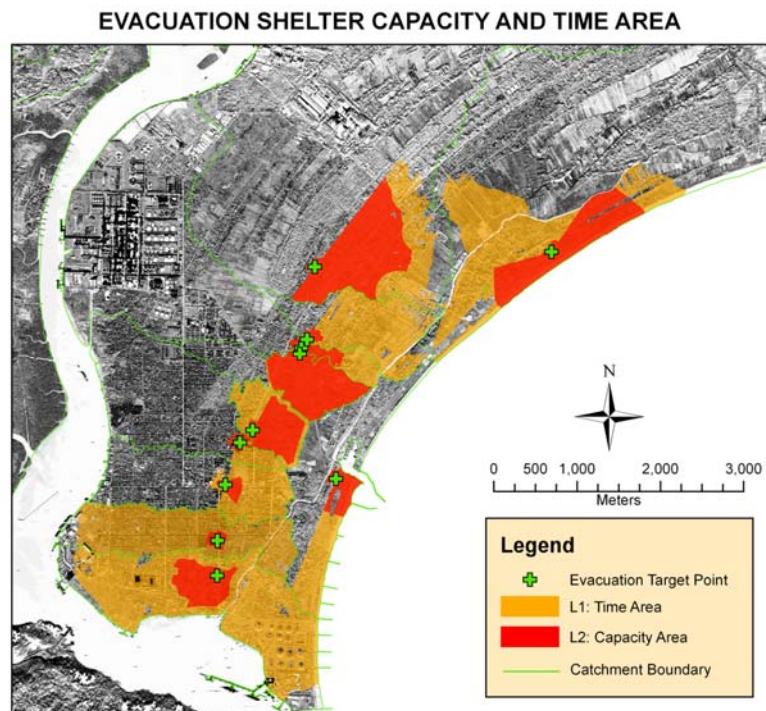 EVACUATION SHELTER CAPACITY AND TIME AREA
N
0 500 1,000 2,000 3,000
Meters
Legend
Evacuation Target Point
L1: Time Area
L2: Capacity Area
Catchment Boundary